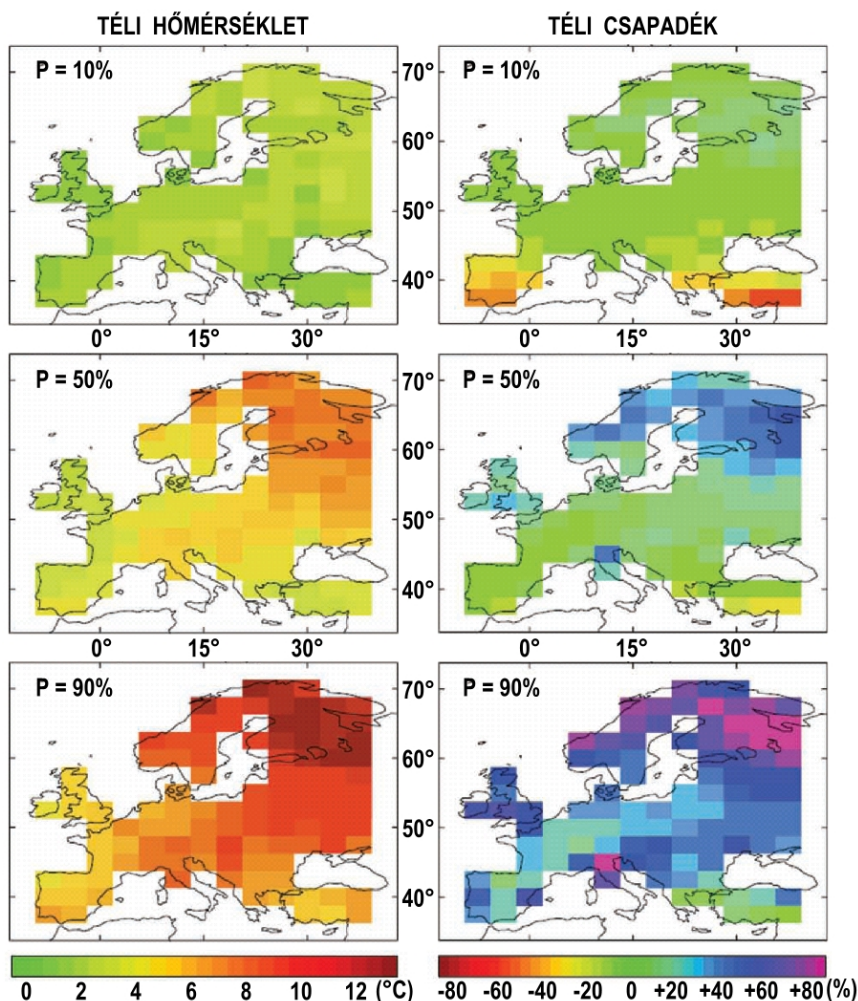 TÉLI HŐMÉRSÉKLET
TÉLI CSAPADÉK
P = 10%
70°
P = 10%
60°
50°
40°
0° 15° 30°
0° 15° 30°
P = 50%
70°
P = 50%
60°
50°
40°
0° 15° 30°
0° 15° 30°
P = 90%
70°
P = 90%
60°
50°
40°
0 2 4 6 8 10 12 (°C)
-80 -60 -40 -20 +0 +20 +40 +60 +80 (%)